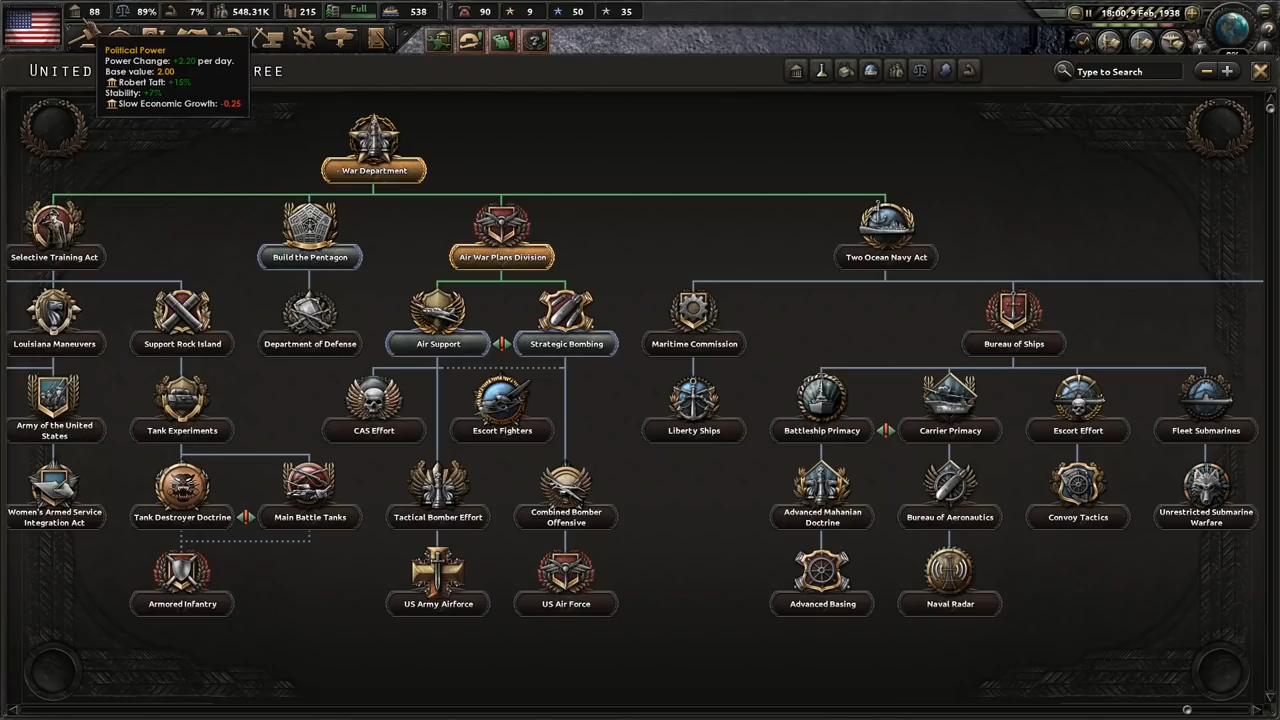 88
89%
7%
548.31K
215
Full
538
90
9
50
35
18:00, 9 Feb, 1938
0%
Political Power
Power Change: +2.20 per day.
Base value: 2.00
Robert Taft: +15%
Stability: +7%
Slow Economic Growth: -0.25
UNITED
REE
Type to Search
War Department
Selective Training Act
Build the Pentagon
Air War Plans Division
Two Ocean Navy Act
Louisiana Maneuvers
Support Rock Island
Department of Defense
Air Support
Strategic Bombing
Maritime Commission
Bureau of Ships
Army of the United
States
Tank Experiments
CAS Effort
Escort Fighters
Liberty Ships
Battleship Primacy
Carrier Primacy
Escort Effort
Fleet Submarines
Women's Armed Service
Integration Act
Tank Destroyer Doctrine
Main Battle Tanks
Tactical Bomber Effort
Combined Bomber
Offensive
Advanced Mahanian
Doctrine
Bureau of Aeronautics
Convoy Tactics
Unrestricted Submarine
Warfare
Armored Infantry
US Army Airforce
US Air Force
Advanced Basing
Naval Radar